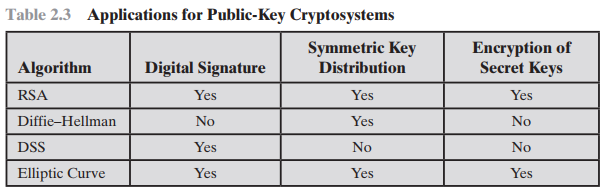 Table 2.3 Applications for Public-Key Cryptosystems
Algorithm Digital Signature Symmetric Key Distribution Encryption of Secret Keys
RSA Yes Yes Yes
Diffie–Hellman No Yes No
DSS Yes No No
Elliptic Curve Yes Yes Yes